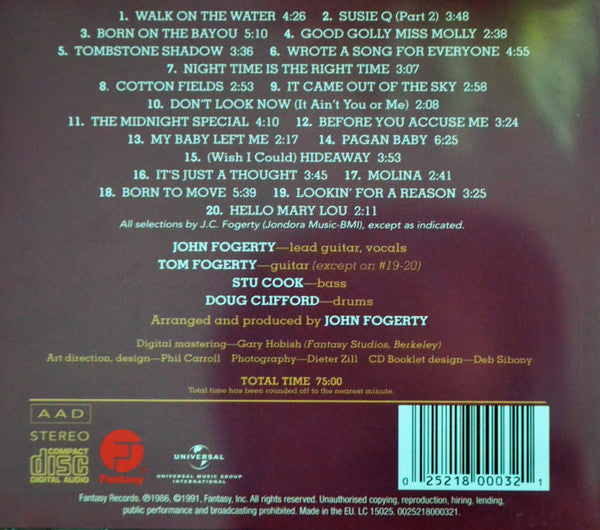 1. WALK ON THE WATER 4:26 2. SUSIE Q (Part 2) 3:48
3. BORN ON THE BAYOU 5:10 4. GOOD GOLLY MISS MOLLY 2:38
5. TOMBSTONE SHADOW 3:36 6. WROTE A SONG FOR EVERYONE 4:55
7. NIGHT TIME IS THE RIGHT TIME 3:07
8. COTTON FIELDS 2:53 9. IT CAME OUT OF THE SKY 2:58
10. DON'T LOOK NOW (It Ain't You or Me) 2:08
11. THE MIDNIGHT SPECIAL 4:10 12. BEFORE YOU ACCUSE ME 3:24
13. MY BABY LEFT ME 2:17 14. PAGAN BABY 6:25
15. (Wish I Could) HIDEAWAY 3:53
16. IT'S JUST A THOUGHT 3:45 17. MOLINA 2:41
18. BORN TO MOVE 5:39 19. LOOKIN' FOR A REASON 3:25
20. HELLO MARY LOU 2:11
All selections by J.C. Fogerty (Jondora Music-BMI), except as indicated.
JOHN FOGERTY—lead guitar, vocals
TOM FOGERTY—guitar (except on #19-20)
STU COOK—bass
DOUG CLIFFORD—drums
Arranged and produced by JOHN FOGERTY
Digital mastering—Gary Hobish (Fantasy Studios, Berkeley)
Art direction, design—Phil Carroll Photography—Dieter Zill CD Booklet design—Deb Sibony
TOTAL TIME 75:00
Total time has been rounded off to the nearest minute.
AAD
STEREO
COMPACT
disc
DIGITAL AUDIO
Fantasy
UNIVERSAL
UNIVERSAL MUSIC GROUP
INTERNATIONAL
0 25218 00032 1
Fantasy Records. ℗1986, ©1991, Fantasy, Inc. All rights reserved. Unauthorised copying, reproduction, hiring, lending,
public performance and broadcasting prohibited. Made in the EU. LC 15025. 0025218000321.